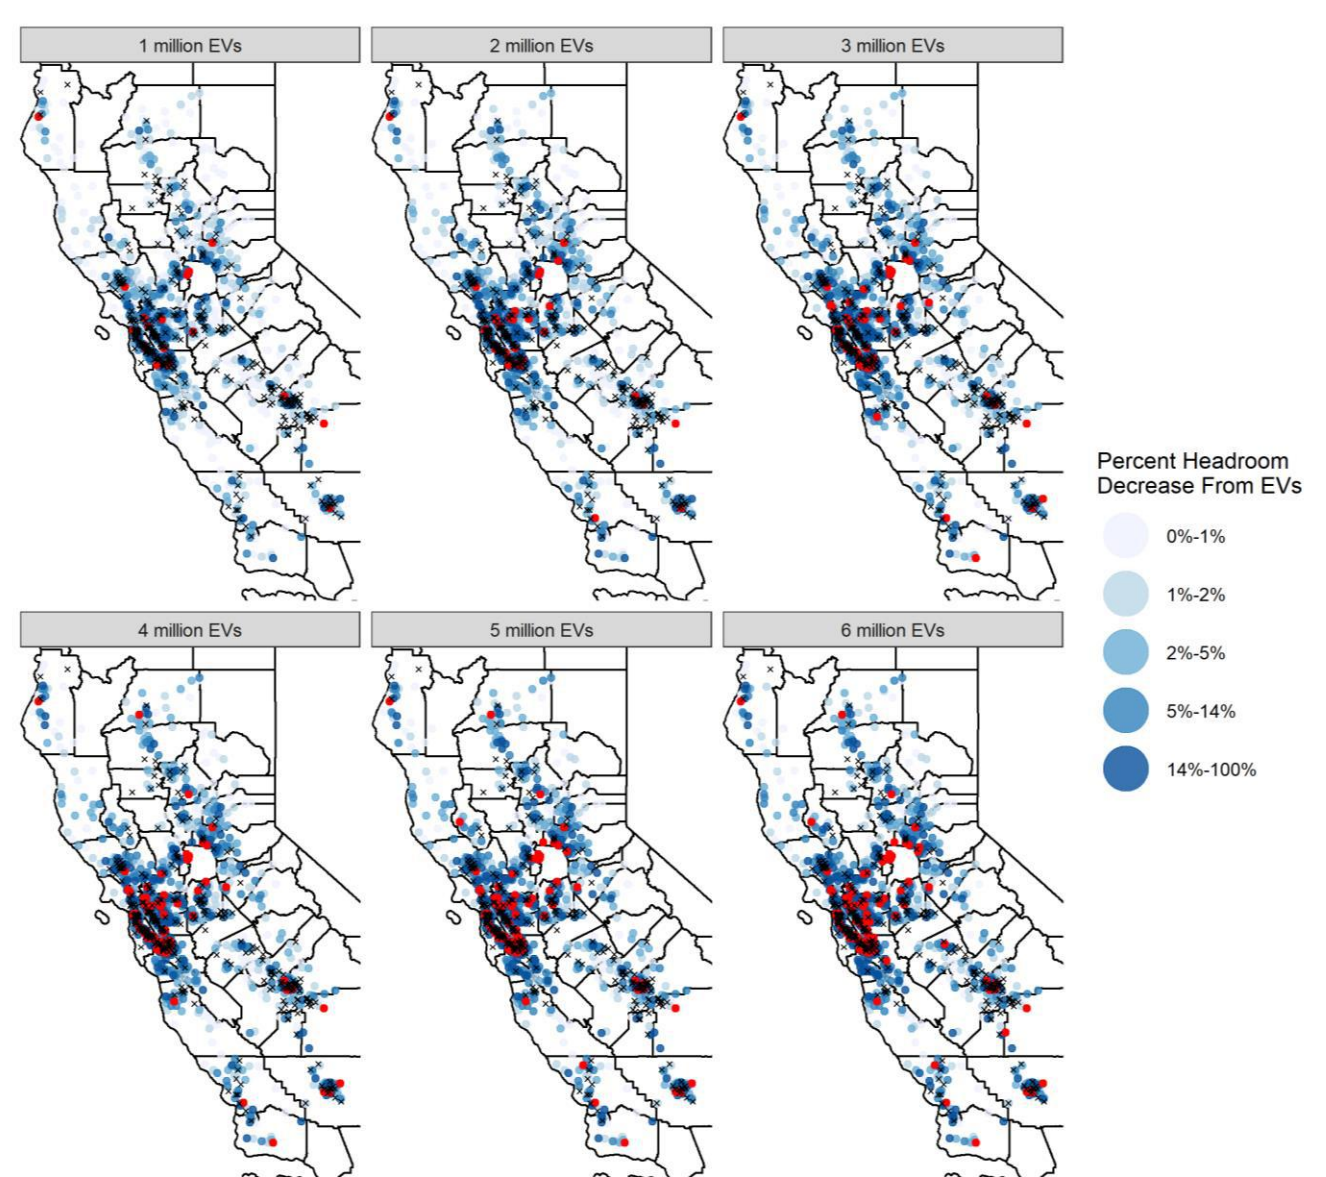 1 million EVs
2 million EVs
3 million EVs
4 million EVs
5 million EVs
6 million EVs
Percent Headroom
Decrease From EVs
0%-1%
1%-2%
2%-5%
5%-14%
14%-100%